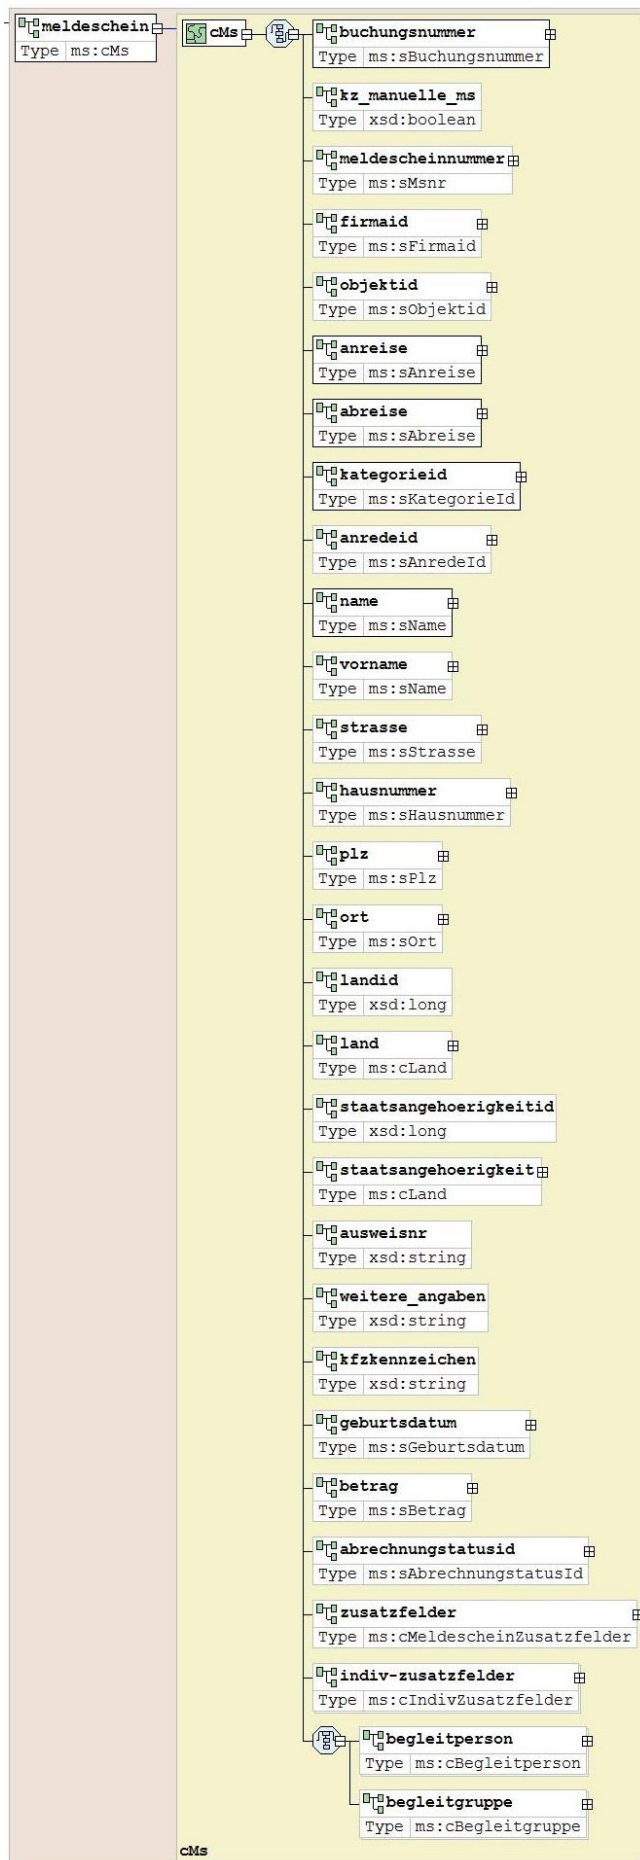 meldeschein
Type ms:cMs
cMs
buchungsnummer
Type ms:sBuchungsnummer
kz_manuelle_ms
Type xsd:boolean
meldescheinnummer
Type ms:sMsnr
firmaid
Type ms:sFirmaid
objektid
Type ms:sObjektid
anreise
Type ms:sAnreise
abreise
Type ms:sAbreise
kategorieid
Type ms:sKategorieId
anredeid
Type ms:sAnredeId
name
Type ms:sName
vorname
Type ms:sName
strasse
Type ms:sStrasse
hausnummer
Type ms:sHausnummer
plz
Type ms:sPlz
ort
Type ms:sOrt
landid
Type xsd:long
land
Type ms:cLand
staatsangehoerigkeitid
Type xsd:long
staatsangehoerigkeit
Type ms:cLand
ausweisnr
Type xsd:string
weitere_angaben
Type xsd:string
kfzkennzeichen
Type xsd:string
geburtsdatum
Type ms:sGeburtsdatum
betrag
Type ms:sBetrag
abrechnungstatusid
Type ms:sAbrechnungstatusId
zusatzfelder
Type ms:cMeldescheinZusatzfelder
indiv-zusatzfelder
Type ms:cIndivZusatzfelder
begleitperson
Type ms:cBegleitperson
begleitgruppe
Type ms:cBegleitgruppe
cMs